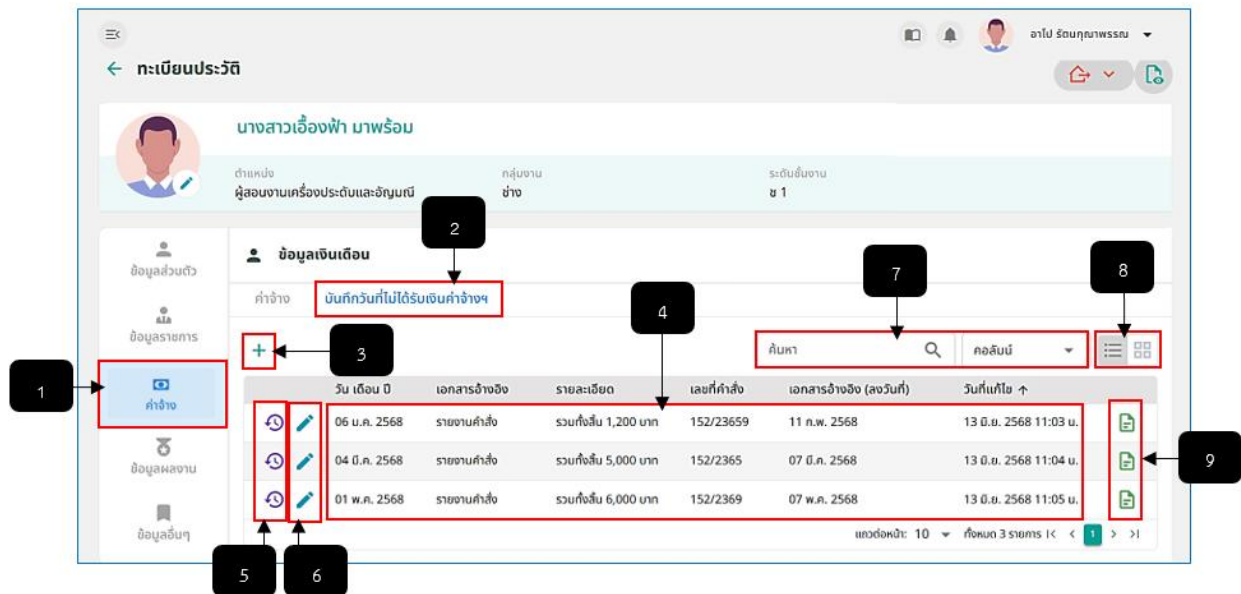 อาโป รัตนกุณาพรรณ
ทะเบียนประวัติ
นางสาวเอื้องฟ้า มาพร้อม
ตำแหน่ง กลุ่มงาน ระดับชั้นงาน
ผู้สอนงานเครื่องประดับและอัญมณี ช่าง ช 1
2
ข้อมูลส่วนตัว
ข้อมูลเงินเดือน
7
8
ค่าจ้าง บันทึกวันที่ไม่ได้รับเงินค่าจ้างฯ
4
ข้อมูลราชการ
3
ค้นหา คอลัมน์
1
ค่าจ้าง
วัน เดือน ปี เอกสารอ้างอิง รายละเอียด เลขที่คำสั่ง เอกสารอ้างอิง (ลงวันที่) วันที่แก้ไข
06 ม.ค. 2568 รายงานคำสั่ง รวมทั้งสิ้น 1,200 บาท 152/23659 11 ก.พ. 2568 13 มิ.ย. 2568 11:03 น.
ข้อมูลผลงาน
04 มี.ค. 2568 รายงานคำสั่ง รวมทั้งสิ้น 5,000 บาท 152/2365 07 มี.ค. 2568 13 มิ.ย. 2568 11:04 น.
9
01 พ.ค. 2568 รายงานคำสั่ง รวมทั้งสิ้น 6,000 บาท 152/2369 07 พ.ค. 2568 13 มิ.ย. 2568 11:05 น.
ข้อมูลอื่นๆ
แถวต่อหน้า: 10 ทั้งหมด 3 รายการ 1
5
6